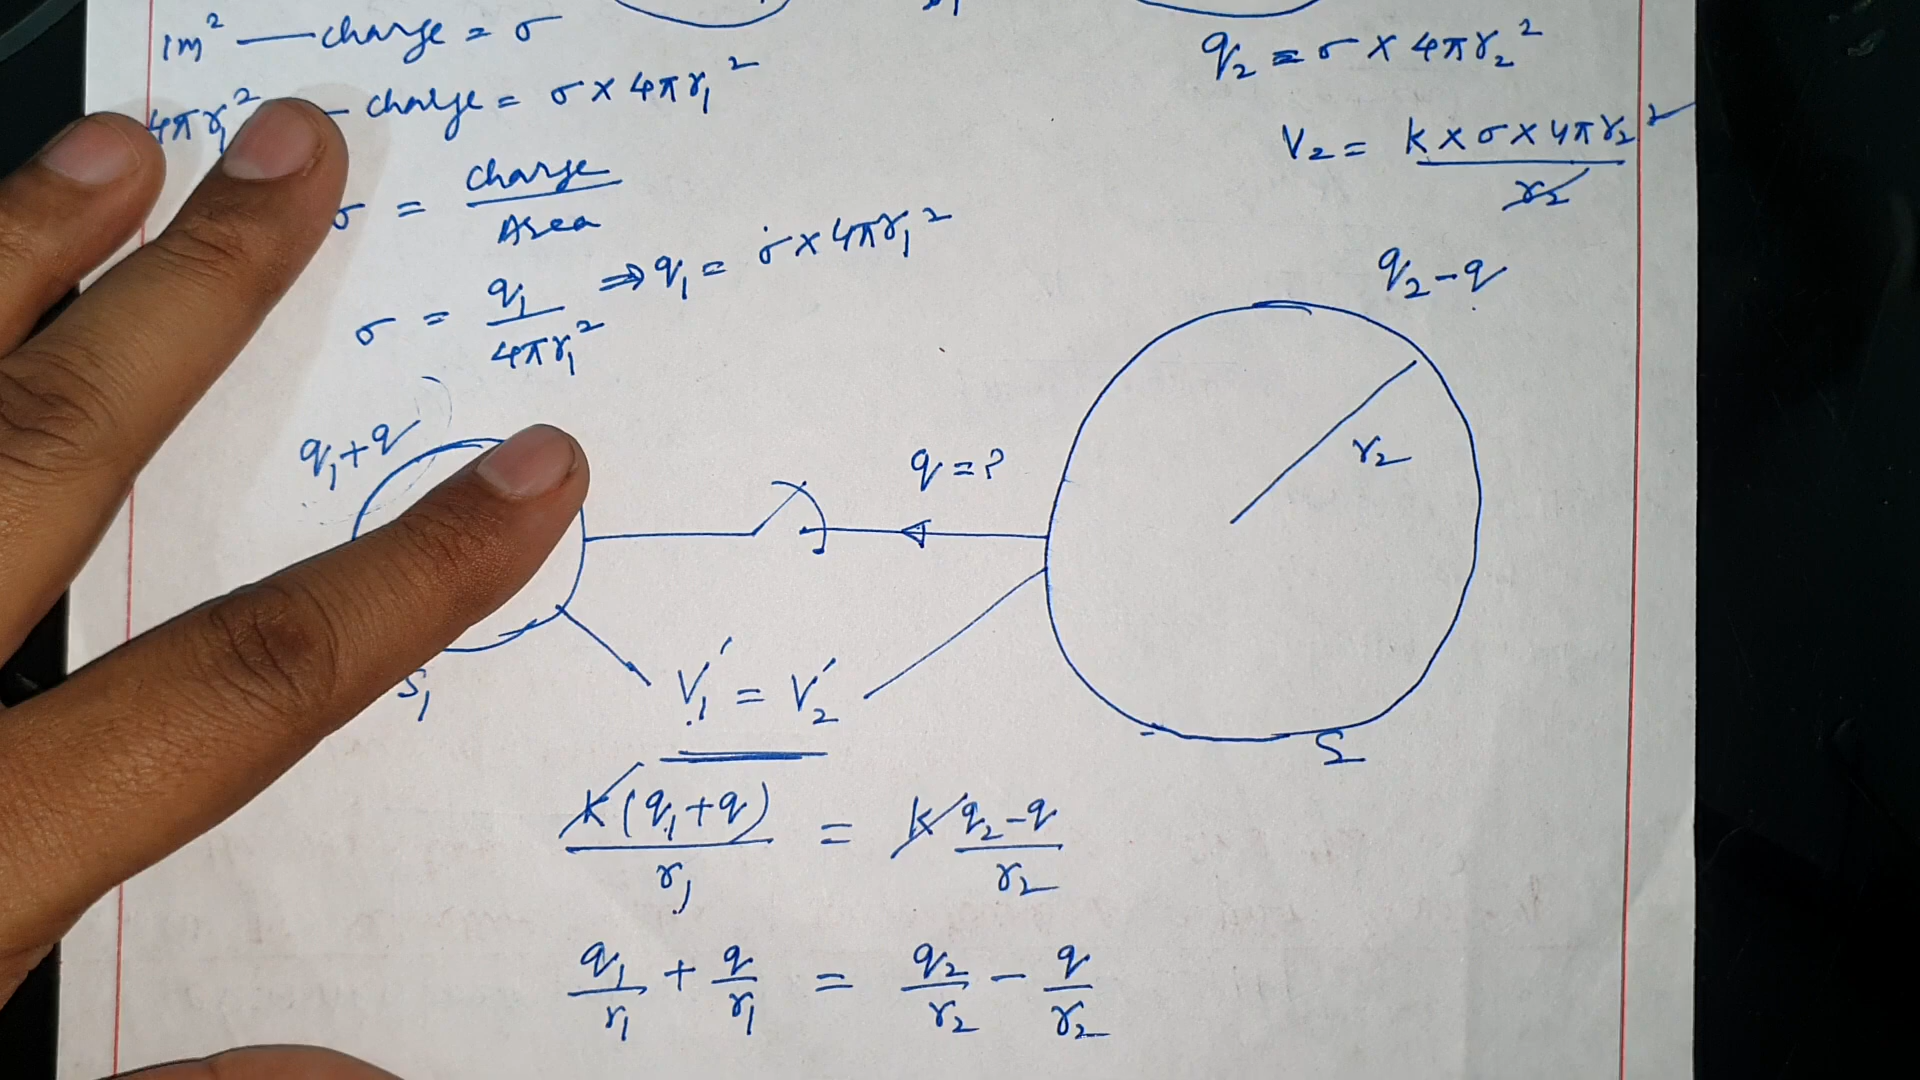 1m² — charge = σ
4πr₁² — charge = σ × 4πr₁²
σ = charge / Area
σ = q₁ / 4πr₁² ⇒ q₁ = σ × 4πr₁²
q₂ = σ × 4πr₂²
V₂ = k × σ × 4πr₂² / r₂
q₂ - q
q₁ + q
q = ?
r₂
S₁
V₁' = V₂'
S₂
k(q₁ + q) / r₁ = k q₂ - q / r₂
q₁/r₁ + q/r₁ = q₂/r₂ - q/r₂